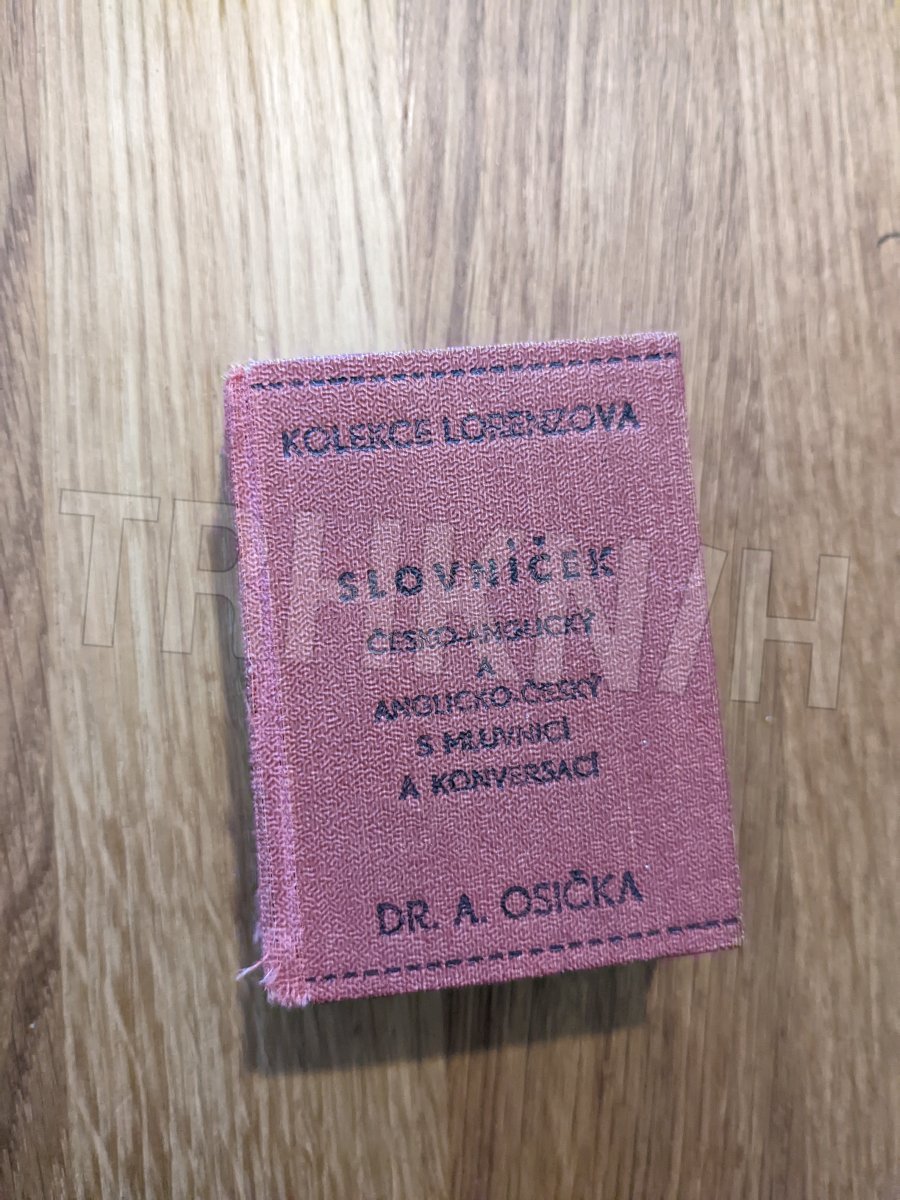 KOLEKCE LORENZOVA
SLOVNÍČEK
ČESKO-ANGLICKÝ
A
ANGLICKO-ČESKÝ
S MLUVNICÍ
A KONVERSACÍ
DR. A. OSIČKA